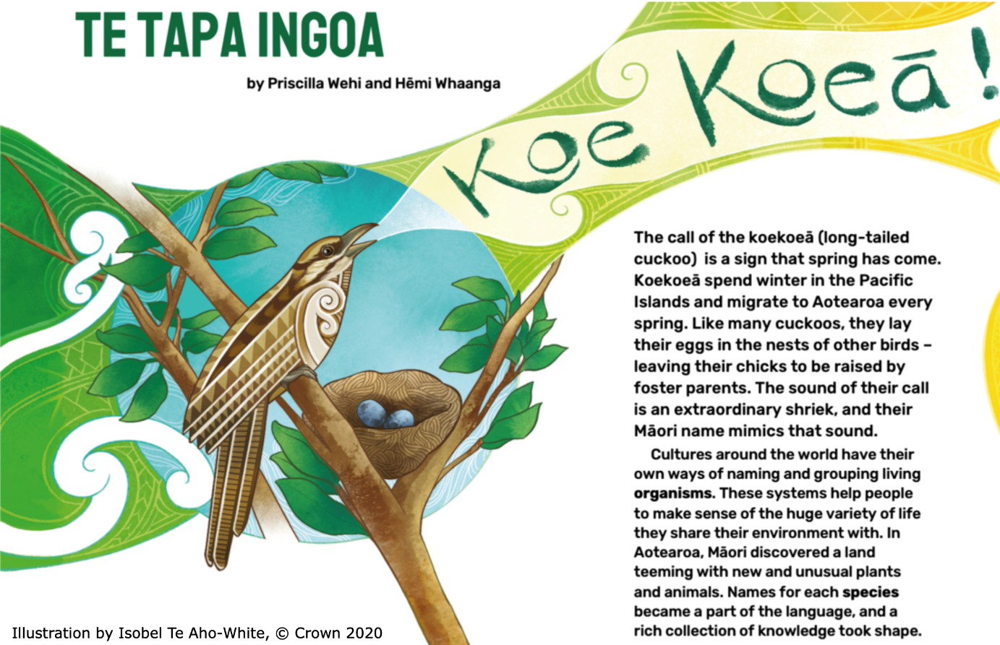 TE TAPA INGOA
by Priscilla Wehi and Hēmi Whaanga
Koe Koeā!
The call of the koekoeā (long-tailed
cuckoo) is a sign that spring has come.
Koekoeā spend winter in the Pacific
Islands and migrate to Aotearoa every
spring. Like many cuckoos, they lay
their eggs in the nests of other birds –
leaving their chicks to be raised by
foster parents. The sound of their call
is an extraordinary shriek, and their
Māori name mimics that sound.
Cultures around the world have their
own ways of naming and grouping living
organisms. These systems help people
to make sense of the huge variety of life
they share their environment with. In
Aotearoa, Māori discovered a land
teeming with new and unusual plants
and animals. Names for each species
became a part of the language, and a
rich collection of knowledge took shape.
Illustration by Isobel Te Aho-White, © Crown 2020